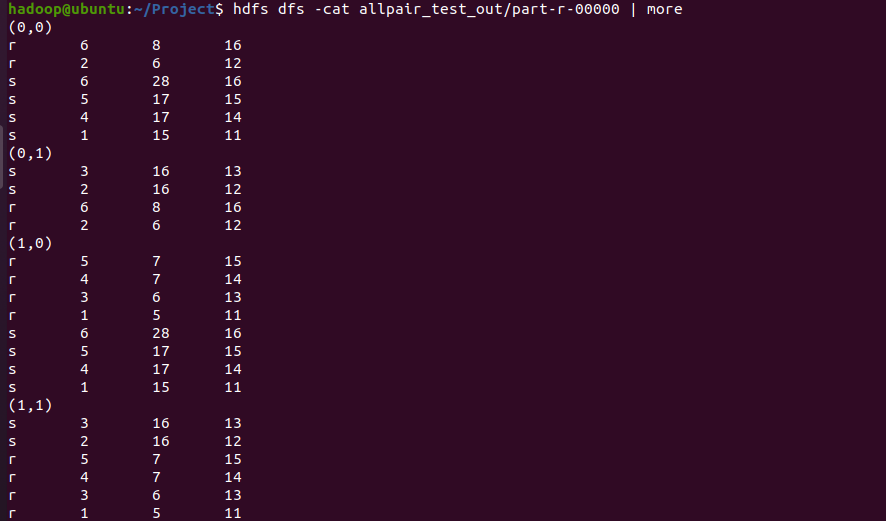 hadoop@ubuntu:~/Project$ hdfs dfs -cat allpair_test_out/part-r-00000 | more
(0,0)
r 6 8 16
r 2 6 12
s 6 28 16
s 5 17 15
s 4 17 14
s 1 15 11
(0,1)
s 3 16 13
s 2 16 12
r 6 8 16
r 2 6 12
(1,0)
r 5 7 15
r 4 7 14
r 3 6 13
r 1 5 11
s 6 28 16
s 5 17 15
s 4 17 14
s 1 15 11
(1,1)
s 3 16 13
s 2 16 12
r 5 7 15
r 4 7 14
r 3 6 13
r 1 5 11